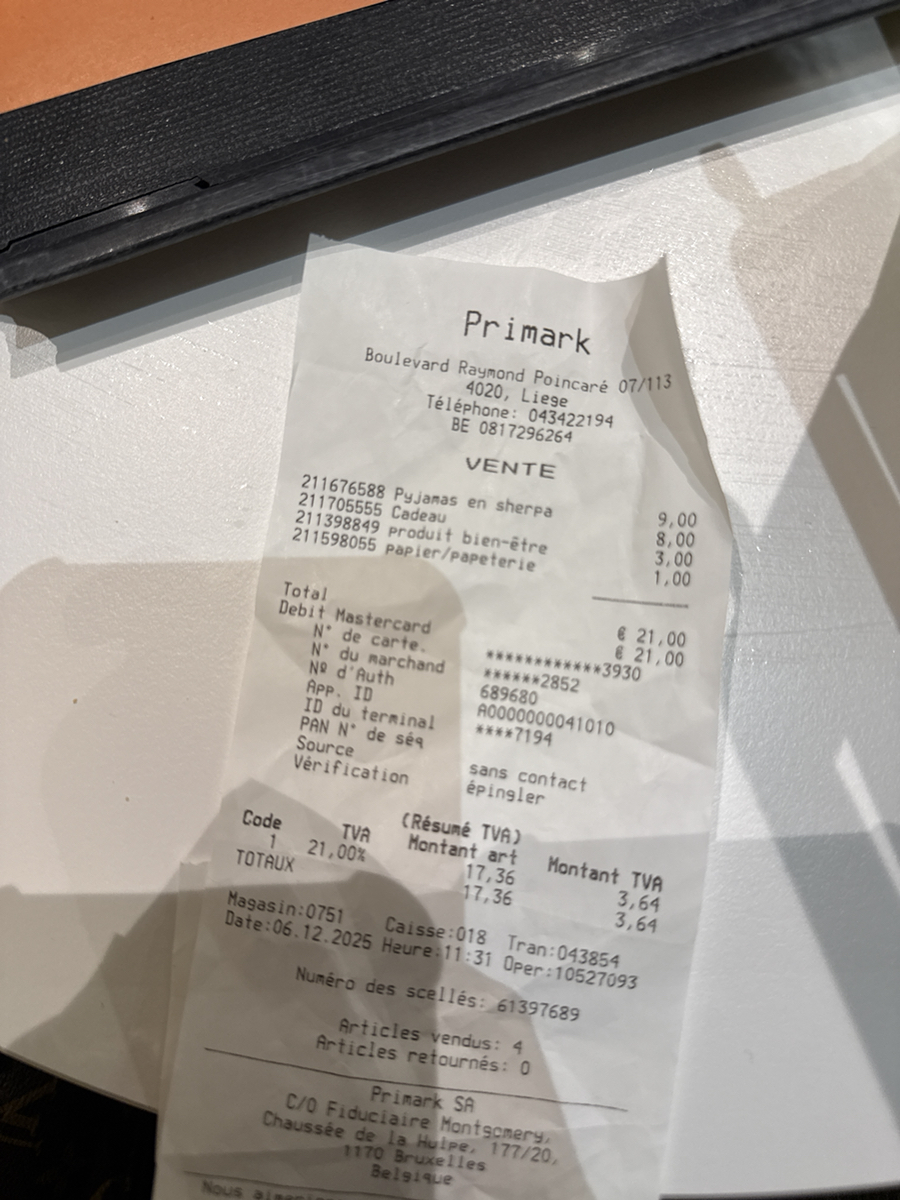 Primark
Boulevard Raymond Poincaré 07/113
4020, Liege
Téléphone: 043422194
BE 0817296264
VENTE
211676588 Pyjamas en sherpa 9,00
211705555 Cadeau 8,00
211398849 produit bien-être 3,00
211598055 papier/papeterie 1,00
Total € 21,00
Debit Mastercard € 21,00
N° de carte. ************3930
N° du marchand ******2852
Nº d'Auth 689680
App. ID A0000000041010
ID du terminal ****7194
PAN N° de séq
Source sans contact
Vérification épingler
(Résumé TVA)
Code TVA Montant art Montant TVA
1 21,00% 17,36 3,64
TOTAUX 17,36 3,64
Magasin:0751 Caisse:018 Tran:043854
Date:06.12.2025 Heure:11:31 Oper:10527093
Numéro des scellés: 61397689
Articles vendus: 4
Articles retournés: 0
Primark SA
C/O Fiduciaire Montgomery,
Chaussée de la Hulpe, 177/20,
1170 Bruxelles
Belgique
Nous